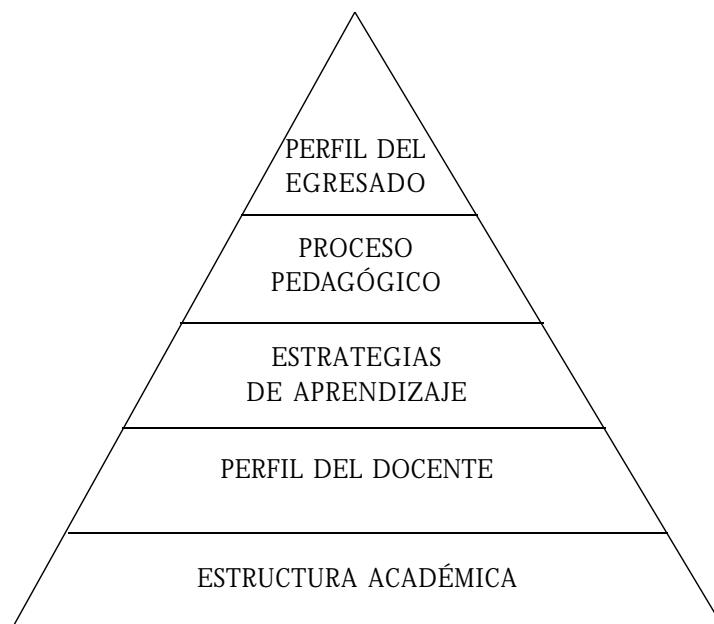 PERFIL DEL
EGRESADO
PROCESO
PEDAGÓGICO
ESTRATEGIAS
DE APRENDIZAJE
PERFIL DEL DOCENTE
ESTRUCTURA ACADÉMICA